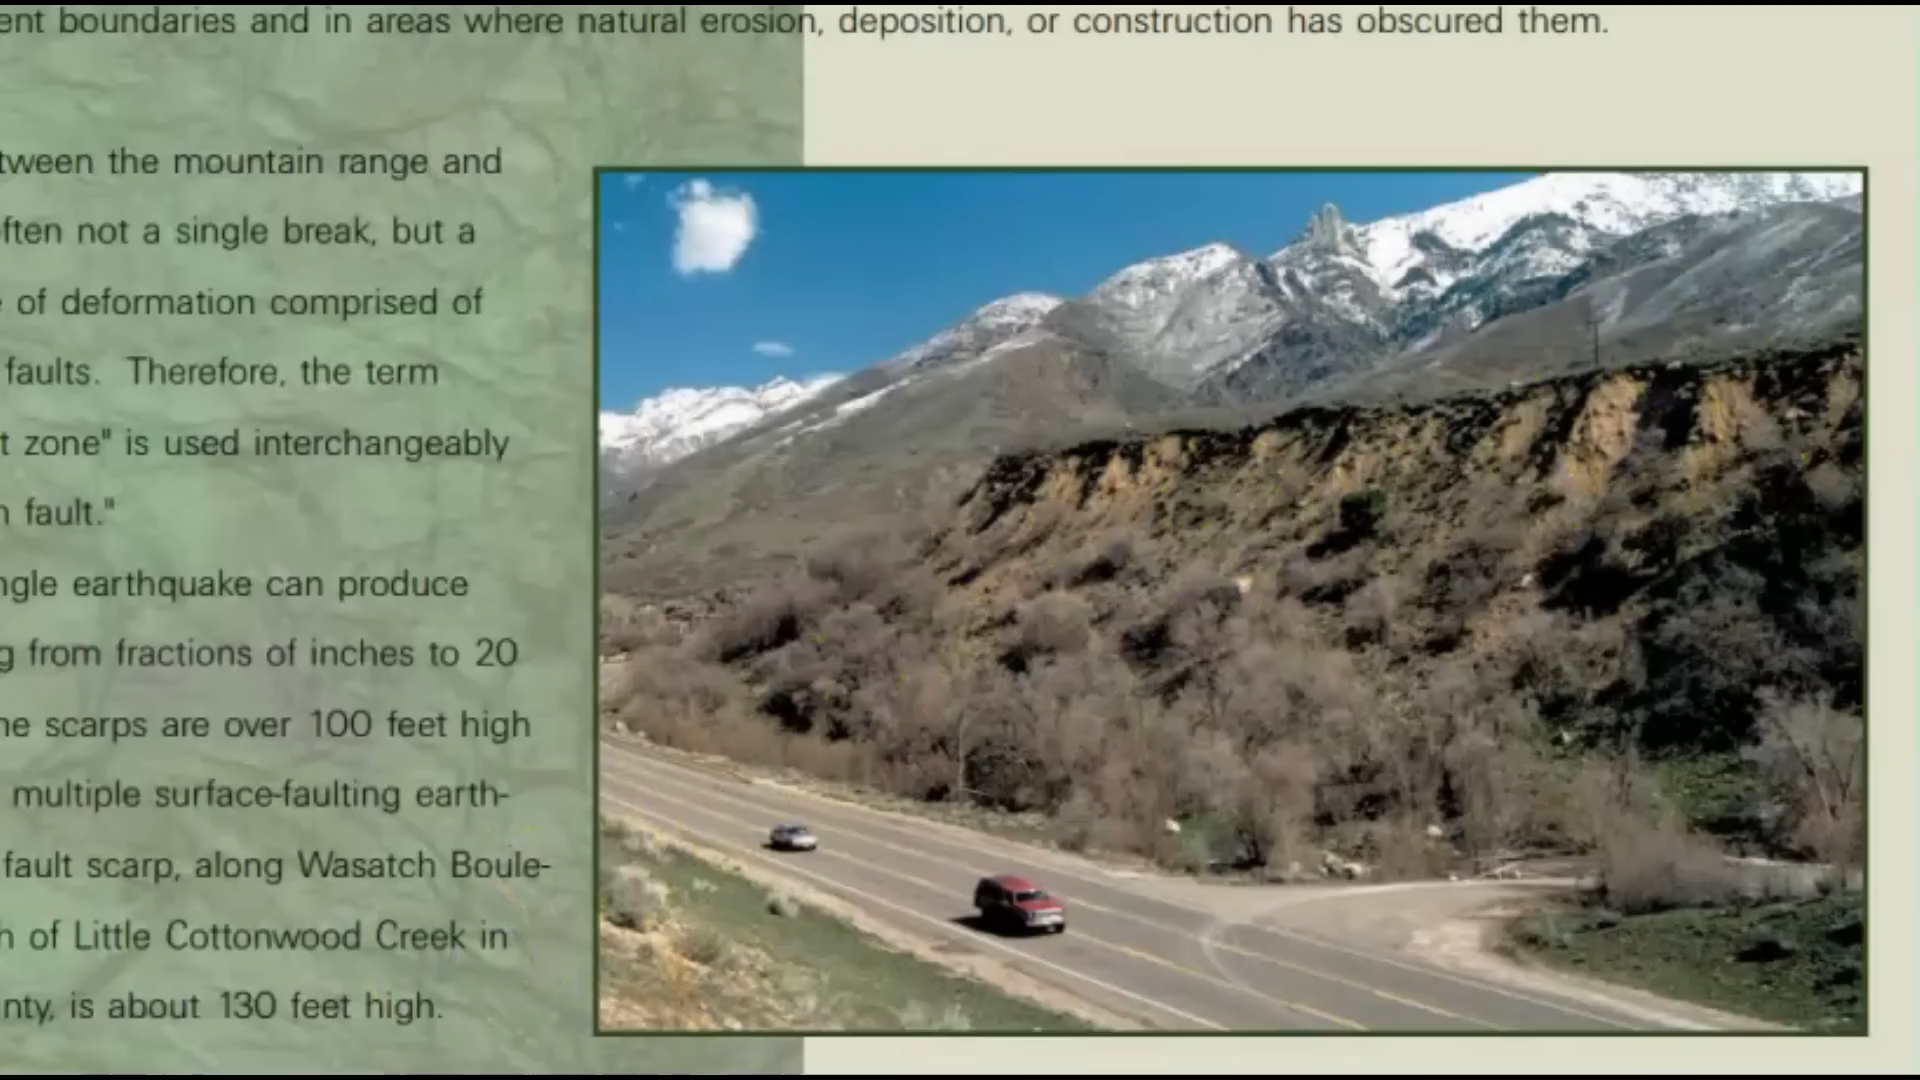 ent boundaries and in areas where natural erosion, deposition, or construction has obscured them.
tween the mountain range and
ften not a single break, but a
of deformation comprised of
faults. Therefore, the term
t zone" is used interchangeably
fault."
ngle earthquake can produce
g from fractions of inches to 20
ne scarps are over 100 feet high
multiple surface-faulting earth-
fault scarp, along Wasatch Boule-
h of Little Cottonwood Creek in
nty, is about 130 feet high.